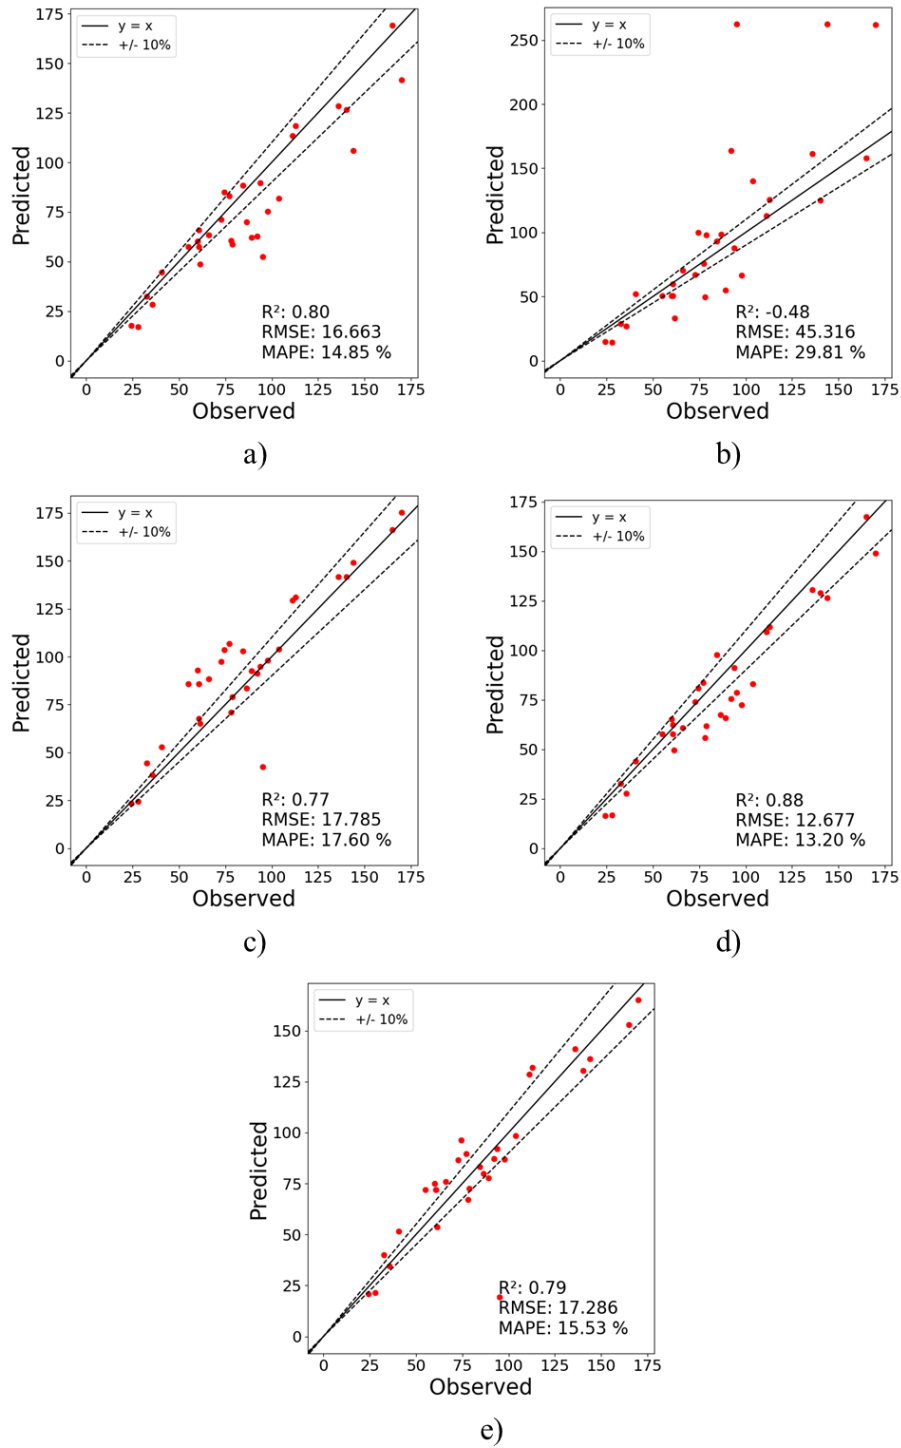 y = x
+/- 10%
175
150
125
100
75
50
25
0
Predicted
R²: 0.80
RMSE: 16.663
MAPE: 14.85 %
0 25 50 75 100 125 150 175
Observed
a)
y = x
+/- 10%
250
200
150
100
50
0
Predicted
R²: -0.48
RMSE: 45.316
MAPE: 29.81 %
0 25 50 75 100 125 150 175
Observed
b)
y = x
+/- 10%
175
150
125
100
75
50
25
0
Predicted
R²: 0.77
RMSE: 17.785
MAPE: 17.60 %
0 25 50 75 100 125 150 175
Observed
c)
y = x
+/- 10%
175
150
125
100
75
50
25
0
Predicted
R²: 0.88
RMSE: 12.677
MAPE: 13.20 %
0 25 50 75 100 125 150 175
Observed
d)
y = x
+/- 10%
150
125
100
75
50
25
0
Predicted
R²: 0.79
RMSE: 17.286
MAPE: 15.53 %
0 25 50 75 100 125 150 175
Observed
e)